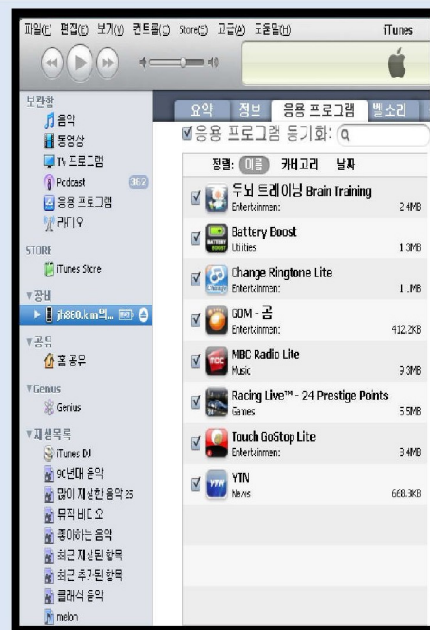 파일(F) 편집(E) 보기(V) 컨트롤(C) Store(S) 고급(A) 도움말(H) iTunes
보관함
음악
동영상
TV 프로그램
Podcast
응용 프로그램
라디오
STORE
iTunes Store
▼장비
▼공유
홈 공유
▼Genius
Genius
▼재생목록
iTunes DJ
90년대 음악
많이 재생한 음악 25
뮤직 비디오
좋아하는 음악
최근 재생된 항목
최근 추가된 항목
클래식 음악
melon
요약 정보 응용 프로그램 벨소리
응용 프로그램 동기화:
정렬: 이름 카테고리 날짜
두뇌 트레이닝 Brain Training
Entertainment 2.4MB
Battery Boost
Utilities 1.3MB
Change Ringtone Lite
Entertainment
GOM - 곰
Entertainment 412.2KB
MBC Radio Lite
Music 9.3MB
Racing Live™ - 24 Prestige Points
Games 5.5MB
Touch GoStop Lite
Entertainment 3.4MB
YTN
News 668.3KB